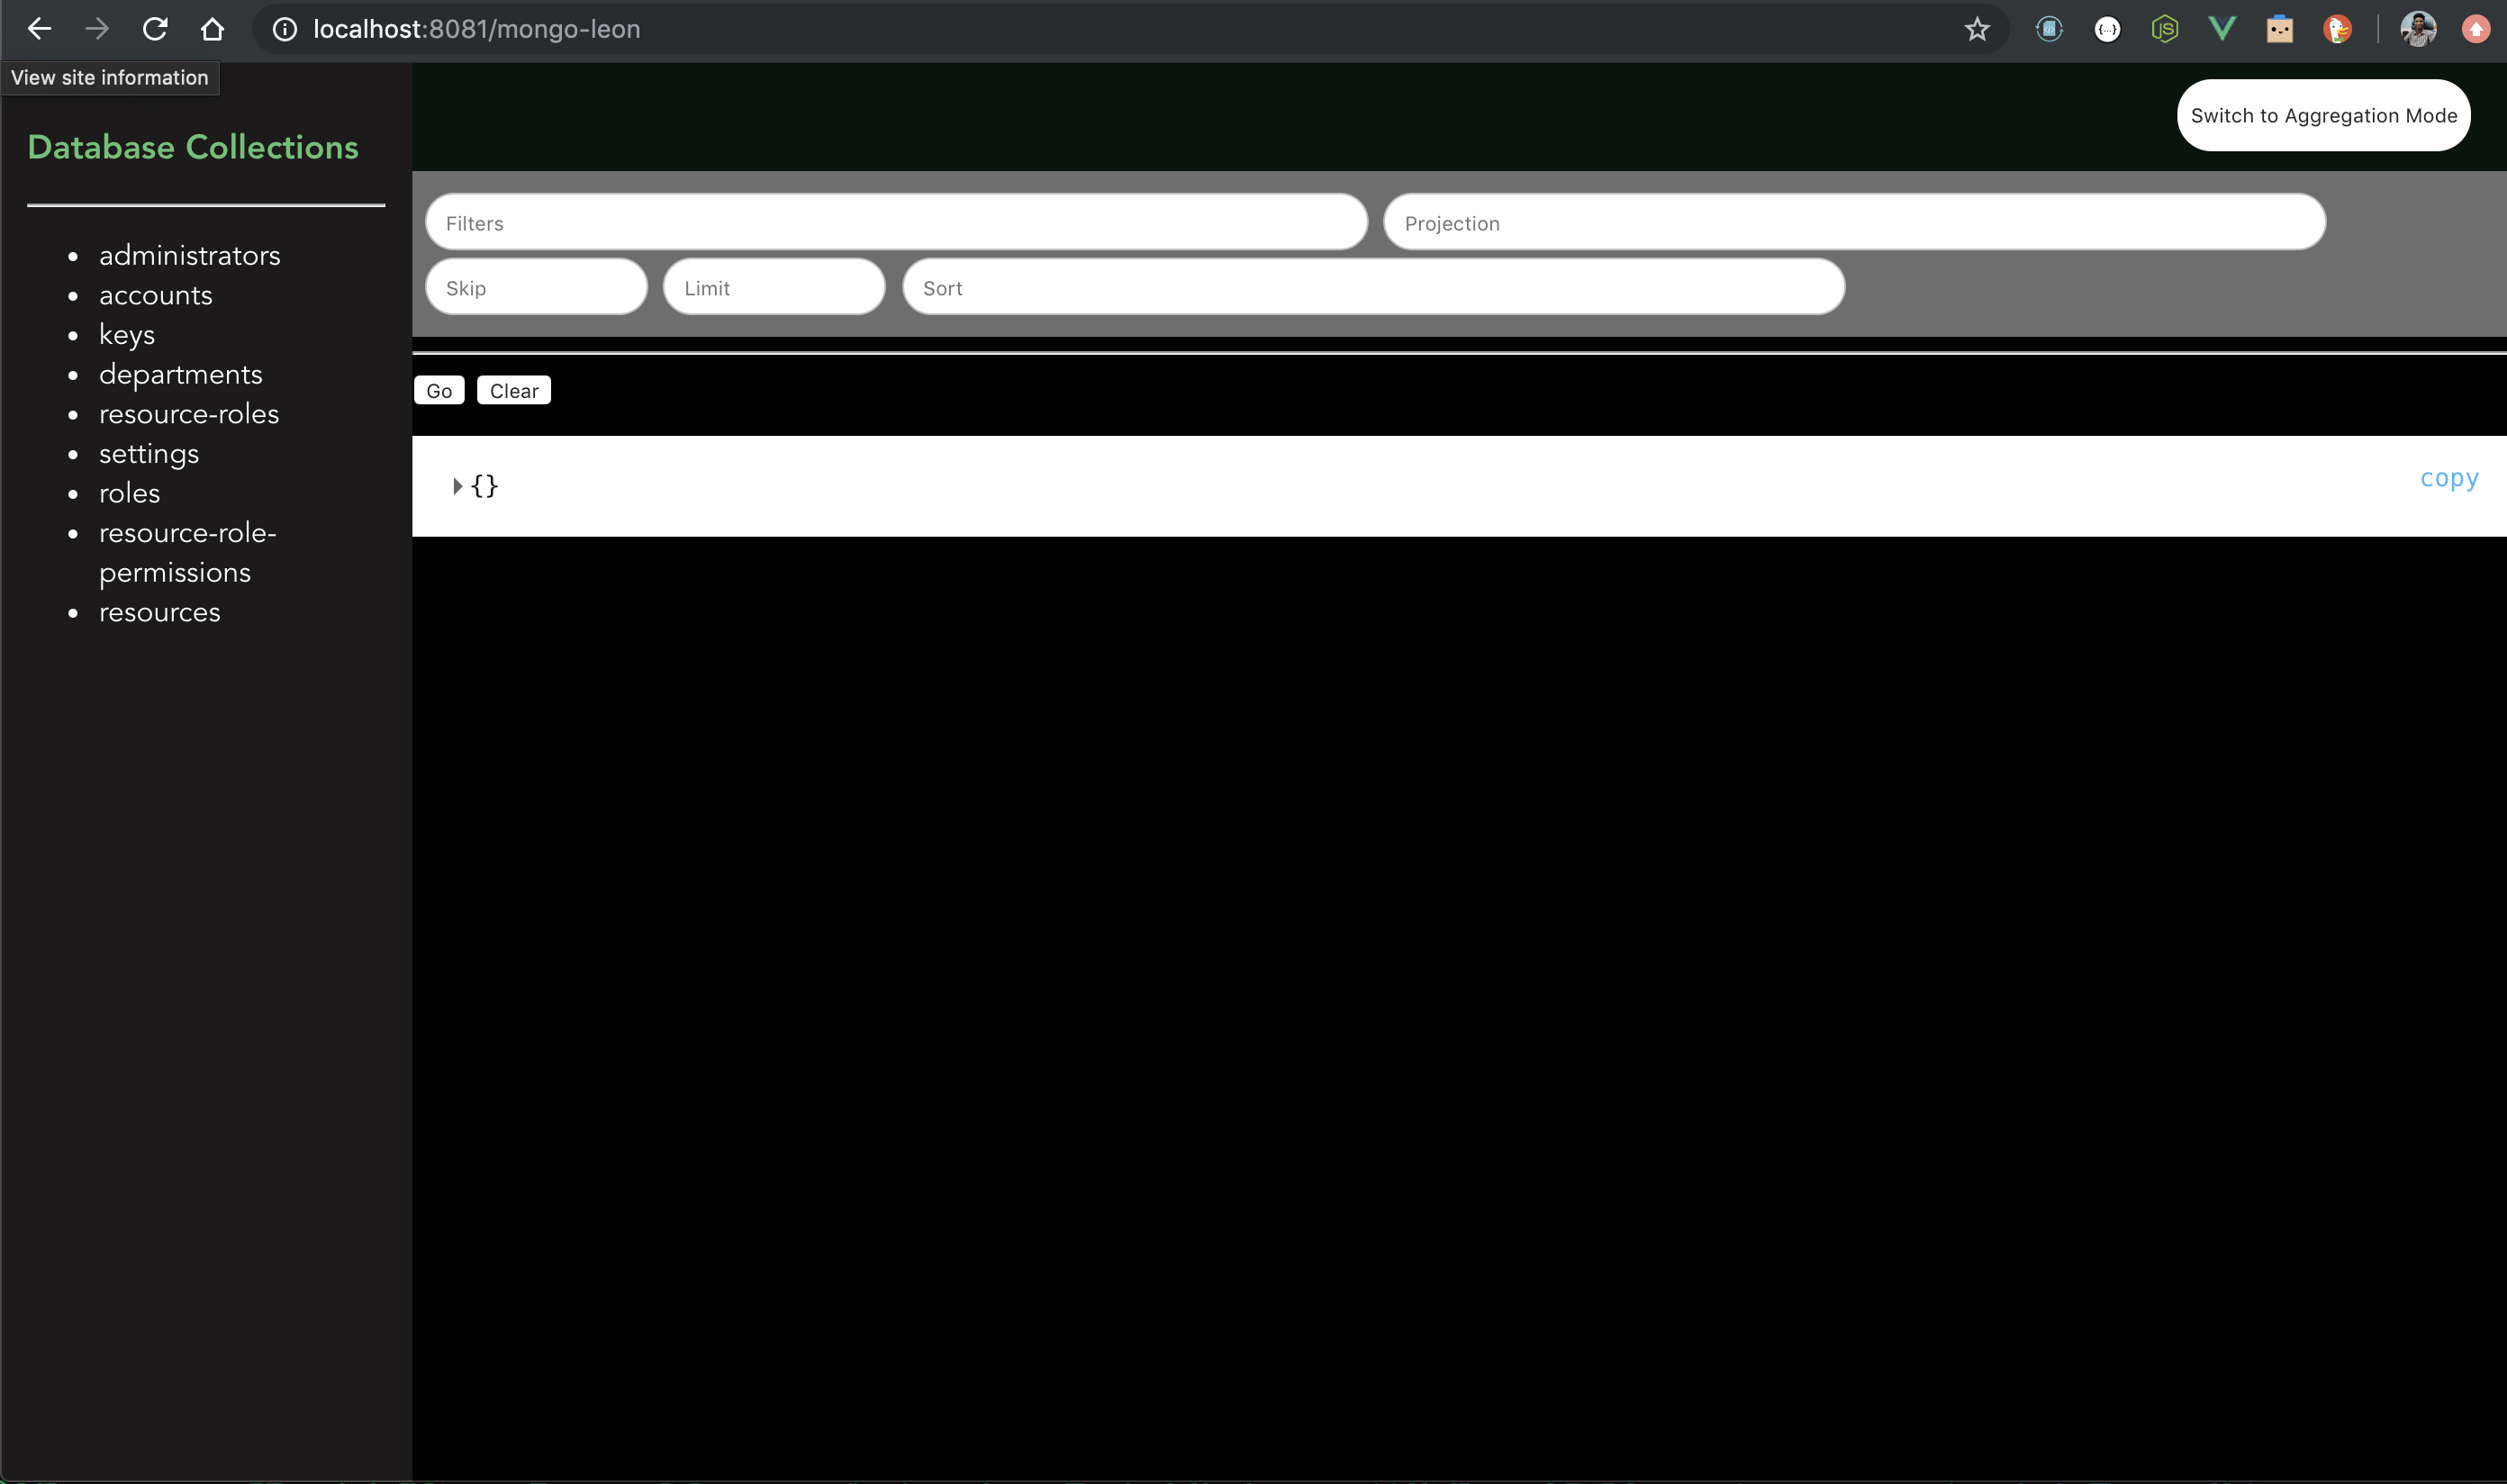 localhost:8081/mongo-leon
View site information
Database Collections
administrators
accounts
keys
departments
resource-roles
settings
roles
resource-role-
permissions
resources
Switch to Aggregation Mode
Filters Projection
Skip Limit Sort
Go Clear
{} copy